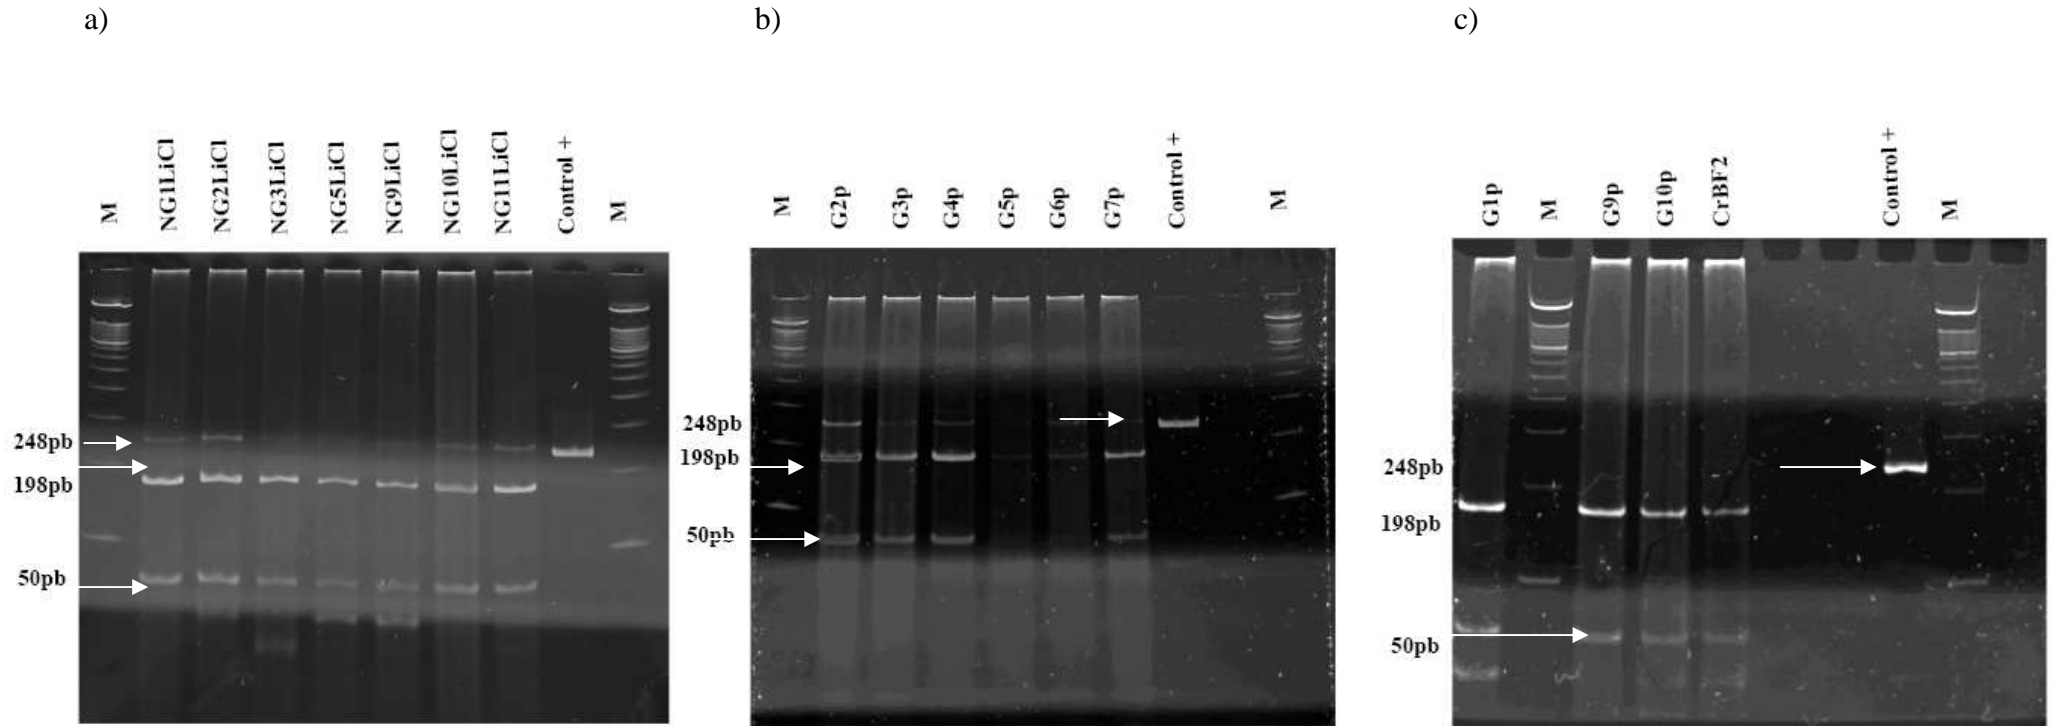 a)
M
NG1LiCl
NG2LiCl
NG3LiCl
NG5LiCl
NG9LiCl
NG10LiCl
NG11LiCl
Control +
M
248pb
198pb
50pb
b)
M
G2p
G3p
G4p
G5p
G6p
G7p
Control +
M
248pb
198pb
50pb
c)
G1p
M
G9p
G10p
CrBF2
Control +
M
248pb
198pb
50pb